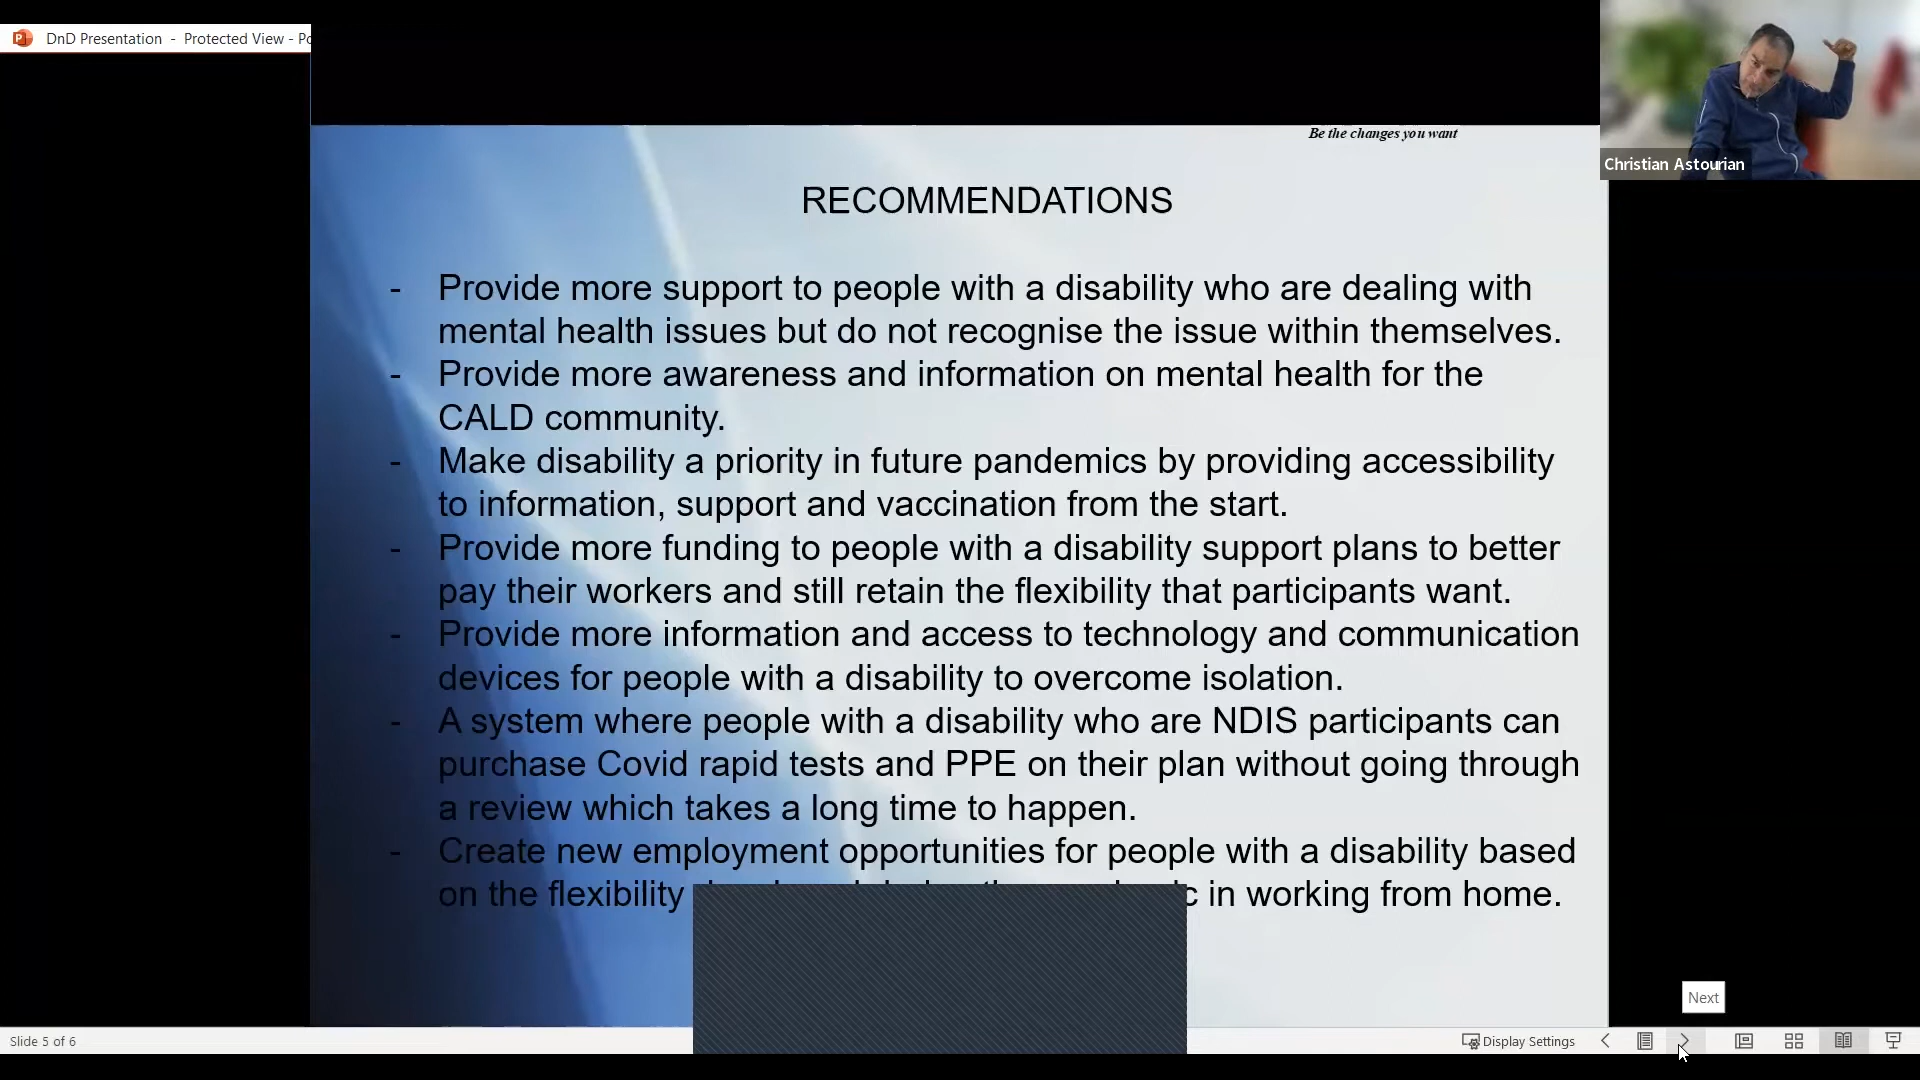 DnD Presentation - Protected View - Po
Be the changes you want
Christian Astourian
RECOMMENDATIONS
- Provide more support to people with a disability who are dealing with
mental health issues but do not recognise the issue within themselves.
- Provide more awareness and information on mental health for the
CALD community.
- Make disability a priority in future pandemics by providing accessibility
to information, support and vaccination from the start.
- Provide more funding to people with a disability support plans to better
pay their workers and still retain the flexibility that participants want.
- Provide more information and access to technology and communication
devices for people with a disability to overcome isolation.
- A system where people with a disability who are NDIS participants can
purchase Covid rapid tests and PPE on their plan without going through
a review which takes a long time to happen.
- Create new employment opportunities for people with a disability based
on the flexibility in working from home.
Next
Slide 5 of 6
Display Settings